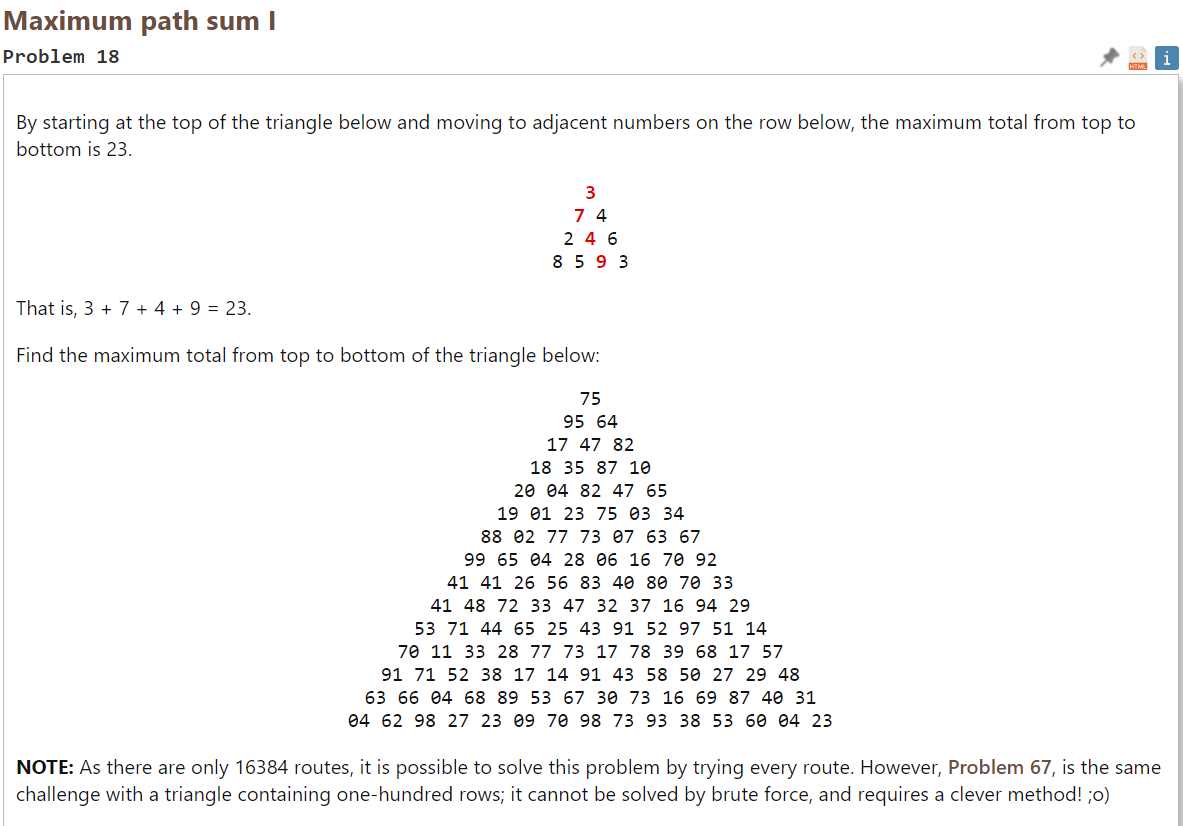 Maximum path sum I
Problem 18
HTML
i
By starting at the top of the triangle below and moving to adjacent numbers on the row below, the maximum total from top to
bottom is 23.
3
7 4
2 4 6
8 5 9 3
That is, 3 + 7 + 4 + 9 = 23.
Find the maximum total from top to bottom of the triangle below:
75
95 64
17 47 82
18 35 87 10
20 04 82 47 65
19 01 23 75 03 34
88 02 77 73 07 63 67
99 65 04 28 06 16 70 92
41 41 26 56 83 40 80 70 33
41 48 72 33 47 32 37 16 94 29
53 71 44 65 25 43 91 52 97 51 14
70 11 33 28 77 73 17 78 39 68 17 57
91 71 52 38 17 14 91 43 58 50 27 29 48
63 66 04 68 89 53 67 30 73 16 69 87 40 31
04 62 98 27 23 09 70 98 73 93 38 53 60 04 23
NOTE: As there are only 16384 routes, it is possible to solve this problem by trying every route. However, Problem 67, is the same
challenge with a triangle containing one-hundred rows; it cannot be solved by brute force, and requires a clever method! ;o)